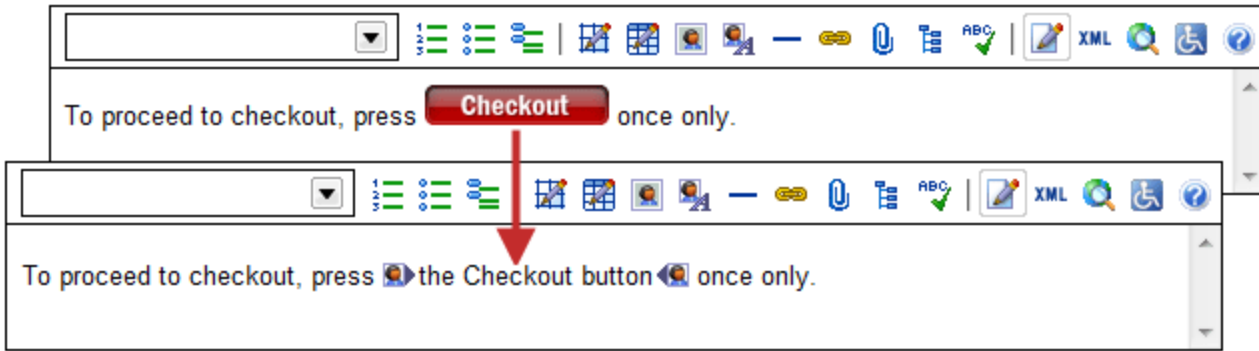 ABC XML
To proceed to checkout, press Checkout once only.
ABC XML
To proceed to checkout, press the Checkout button once only.